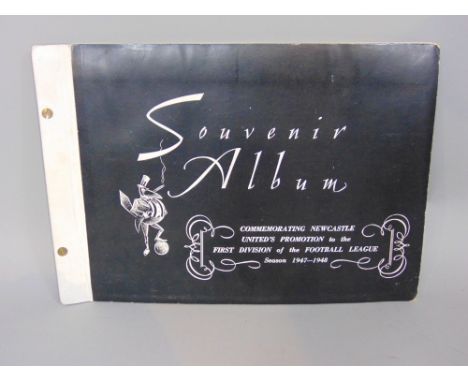 Souvenir
Album
COMMEMORATING NEWCASTLE
UNITED'S PROMOTION to the
FIRST DIVISION of the FOOTBALL LEAGUE
Season 1947—1948